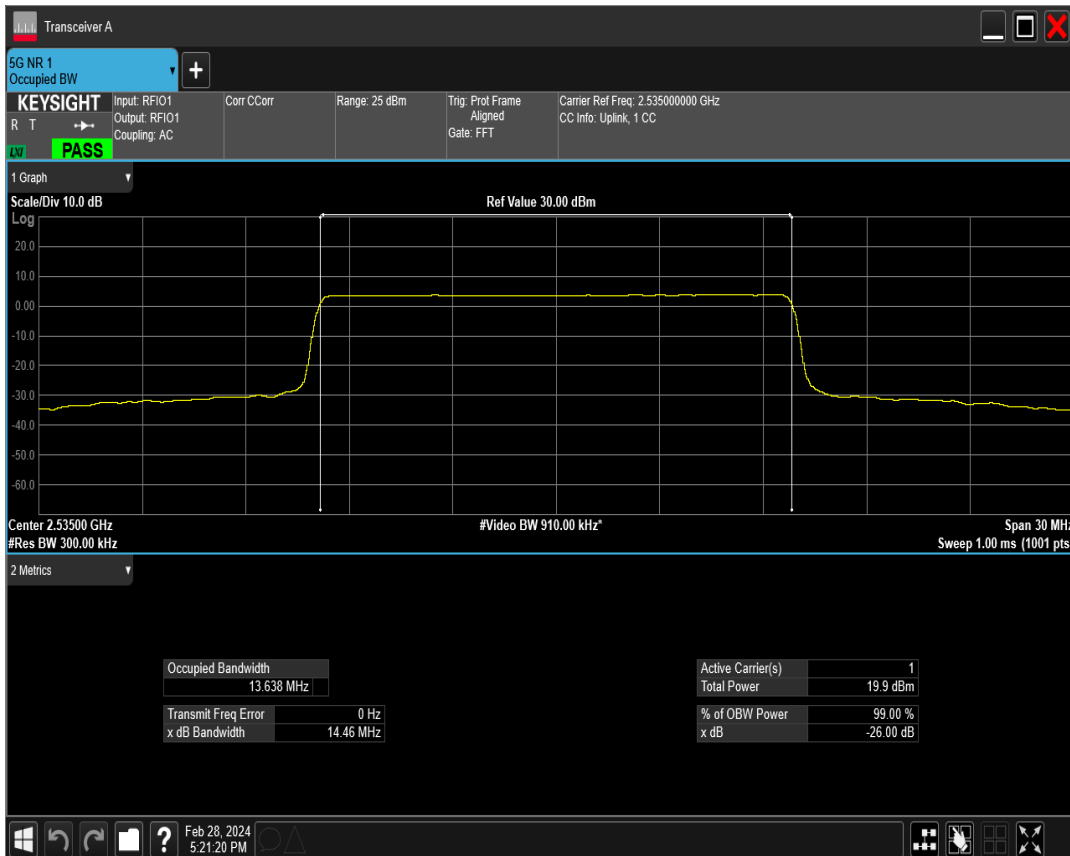 Transceiver A
5G NR 1
Occupied BW
KEYSIGHT
R T
LXI
PASS
Input: RFIO1
Output: RFIO1
Coupling: AC
Corr CCorr
Range: 25 dBm
Trig: Prot Frame
Aligned
Gate: FFT
Carrier Ref Freq: 2.535000000 GHz
CC Info: Uplink, 1 CC
1 Graph
Scale/Div 10.0 dB
Ref Value 30.00 dBm
Log
20.0
10.0
0.00
-10.0
-20.0
-30.0
-40.0
-50.0
-60.0
Center 2.53500 GHz
#Video BW 910.00 kHz*
Span 30 MHz
#Res BW 300.00 kHz
Sweep 1.00 ms (1001 pts
2 Metrics
Occupied Bandwidth
13.638 MHz
Transmit Freq Error 0 Hz
x dB Bandwidth 14.46 MHz
Active Carrier(s) 1
Total Power 19.9 dBm
% of OBW Power 99.00 %
x dB -26.00 dB
?
Feb 28, 2024
5:21:20 PM